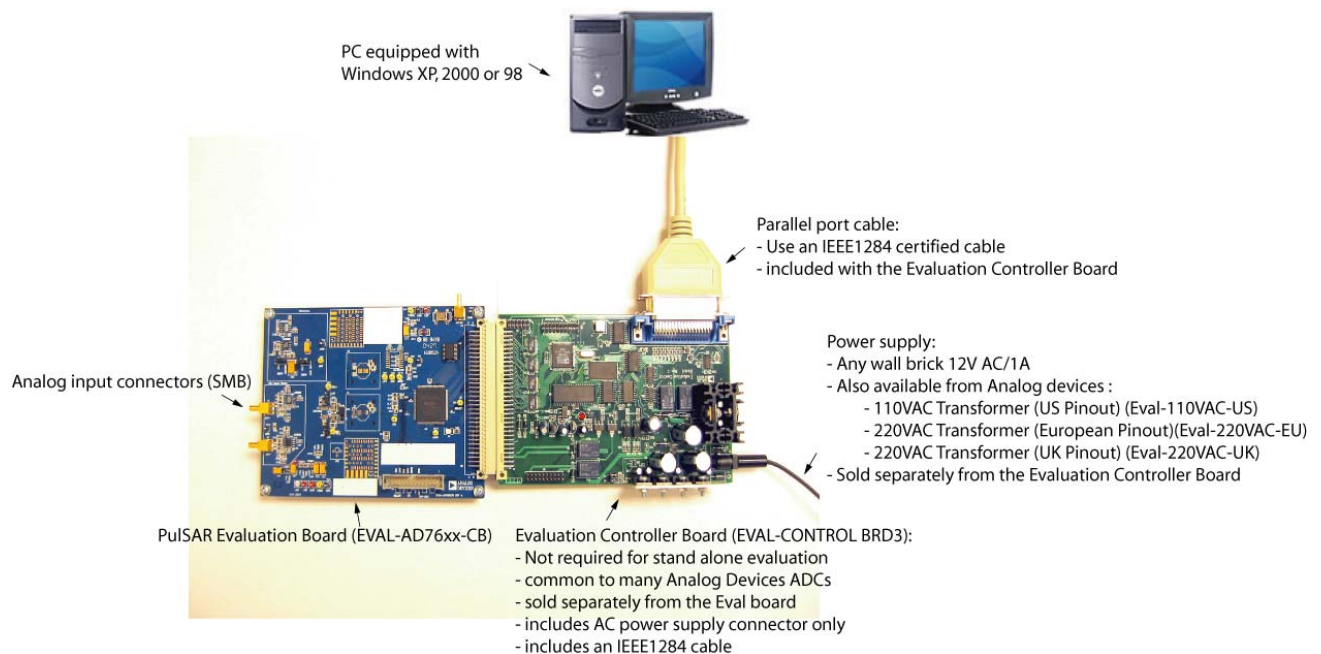 PC equipped with
Windows XP, 2000 or 98
Parallel port cable:
- Use an IEEE1284 certified cable
- included with the Evaluation Controller Board
Power supply:
- Any wall brick 12V AC/1A
- Also available from Analog devices :
- 110VAC Transformer (US Pinout) (Eval-110VAC-US)
- 220VAC Transformer (European Pinout)(Eval-220VAC-EU)
- 220VAC Transformer (UK Pinout) (Eval-220VAC-UK)
- Sold separately from the Evaluation Controller Board
Analog input connectors (SMB)
PulSAR Evaluation Board (EVAL-AD76xx-CB)
Evaluation Controller Board (EVAL-CONTROL BRD3):
- Not required for stand alone evaluation
- common to many Analog Devices ADCs
- sold separately from the Eval board
- includes AC power supply connector only
- includes an IEEE1284 cable
ANALOG
DEVICES